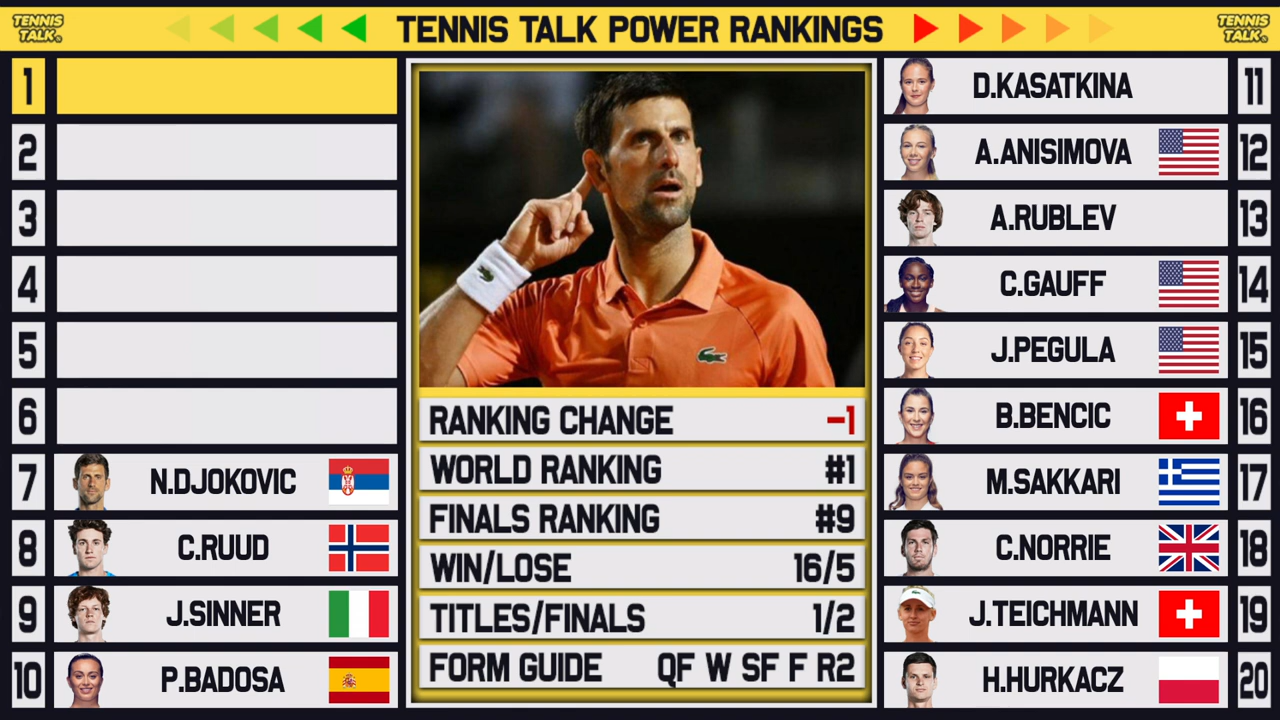 TENNIS TALK
TENNIS TALK POWER RANKINGS
TENNIS TALK
1
2
3
4
5
6
7 N.DJOKOVIC
8 C.RUUD
9 J.SINNER
10 P.BADOSA
RANKING CHANGE -1
WORLD RANKING #1
FINALS RANKING #9
WIN/LOSE 16/5
TITLES/FINALS 1/2
FORM GUIDE QF W SF F R2
D.KASATKINA 11
A.ANISIMOVA 12
A.RUBLEV 13
C.GAUFF 14
J.PEGULA 15
B.BENCIC 16
M.SAKKARI 17
C.NORRIE 18
J.TEICHMANN 19
H.HURKACZ 20